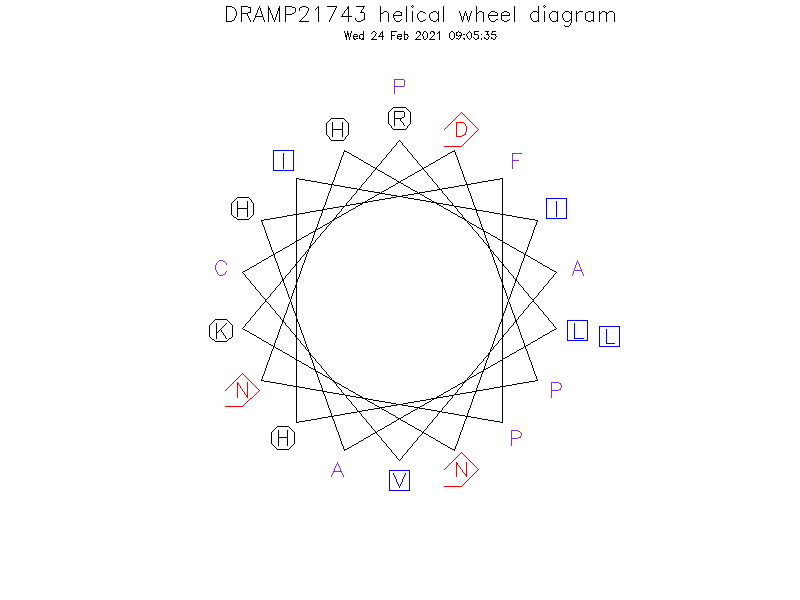 DRAMP21743 helical wheel diagram
Wed 24 Feb 2021 09:05:35
P
H R D
I F
H I
C A
K L L
N P
H P
A N
V